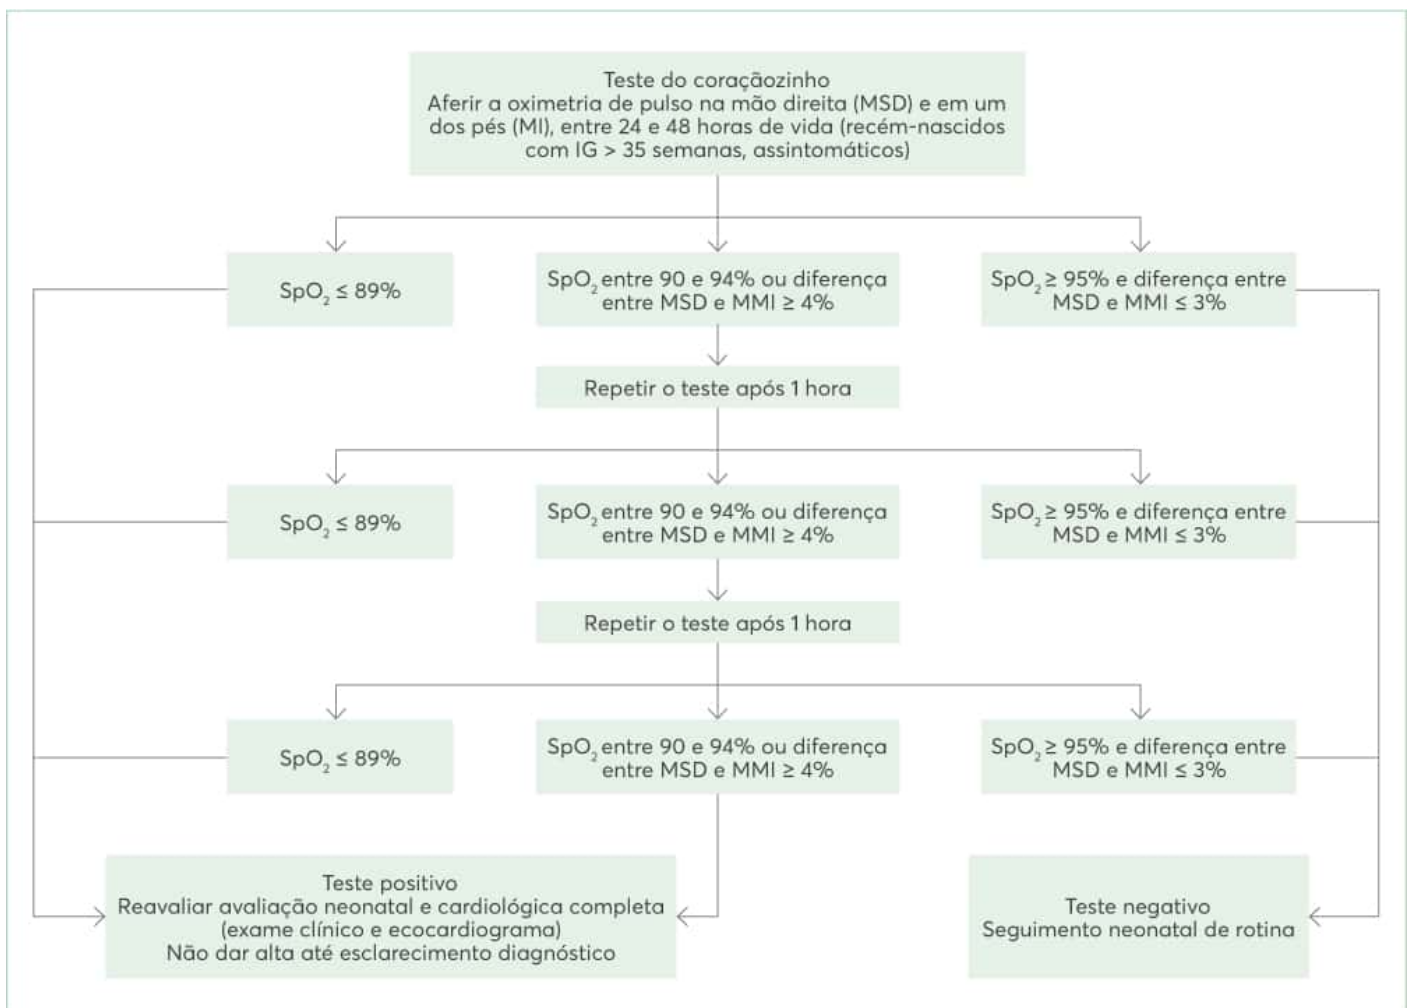 Teste do coraçãozinho
Aferir a oximetria de pulso na mão direita (MSD) e em um
dos pés (MI), entre 24 e 48 horas de vida (recém-nascidos
com IG > 35 semanas, assintomáticos)
SpO₂ ≤ 89%
SpO₂ entre 90 e 94% ou diferença
entre MSD e MMI ≥ 4%
SpO₂ ≥ 95% e diferença entre
MSD e MMI ≤ 3%
Repetir o teste após 1 hora
SpO₂ ≤ 89%
SpO₂ entre 90 e 94% ou diferença
entre MSD e MMI ≥ 4%
SpO₂ ≥ 95% e diferença entre
MSD e MMI ≤ 3%
Repetir o teste após 1 hora
SpO₂ ≤ 89%
SpO₂ entre 90 e 94% ou diferença
entre MSD e MMI ≥ 4%
SpO₂ ≥ 95% e diferença entre
MSD e MMI ≤ 3%
Teste positivo
Reavaliar avaliação neonatal e cardiológica completa
(exame clínico e ecocardiograma)
Não dar alta até esclarecimento diagnóstico
Teste negativo
Seguimento neonatal de rotina